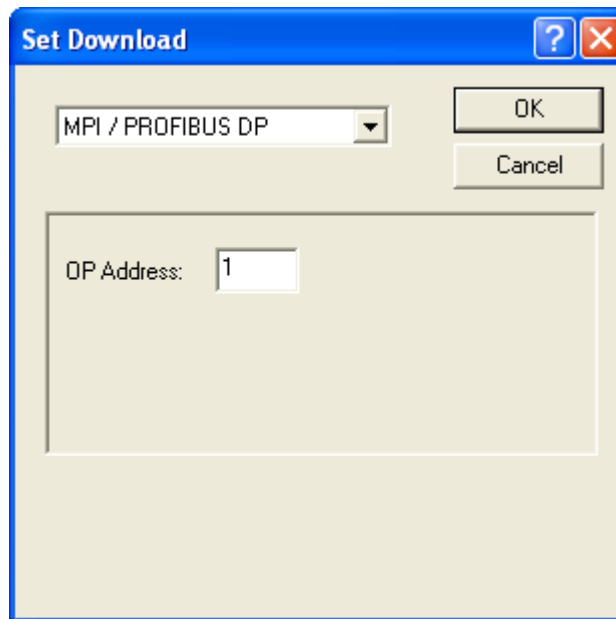 Set Download
MPI / PROFIBUS DP
OK
Cancel
OP Address:
1